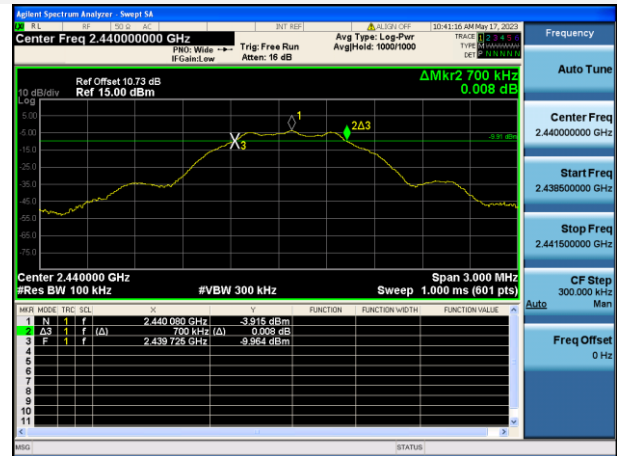 Agilent Spectrum Analyzer - Swept SA
RL RF 50 Ω AC INT REF ALIGN OFF 10:41:16 AM May 17, 2023
Center Freq 2.440000000 GHz
PNO: Wide
IFGain:Low
Trig: Free Run
Atten: 16 dB
Avg Type: Log-Pwr
Avg|Hold: 1000/1000
TRACE 1 2 3 4 5 6
TYPE M
DET P N N N N N
Ref Offset 10.73 dB
10 dB/div Ref 15.00 dBm
ΔMkr2 700 kHz
0.008 dB
Log
5.00
-5.00
-15.0
-25.0
-35.0
-45.0
-55.0
-75.0
1
2Δ3
3
Center 2.440000 GHz
#Res BW 100 kHz
#VBW 300 kHz
Span 3.000 MHz
Sweep 1.000 ms (601 pts)
MKR MODE TRC SCL X Y FUNCTION FUNCTION WIDTH FUNCTION VALUE
1 N 1 f 2.440 080 GHz -3.915 dBm
2 Δ3 1 f (Δ) 700 kHz (Δ) 0.008 dB
3 F 1 f 2.439 725 GHz -9.964 dBm
4
5
6
7
8
9
10
11
MSG STATUS
Frequency
Auto Tune
Center Freq
2.440000000 GHz
Start Freq
2.438500000 GHz
Stop Freq
2.441500000 GHz
CF Step
300.000 kHz
Auto Man
Freq Offset
0 Hz